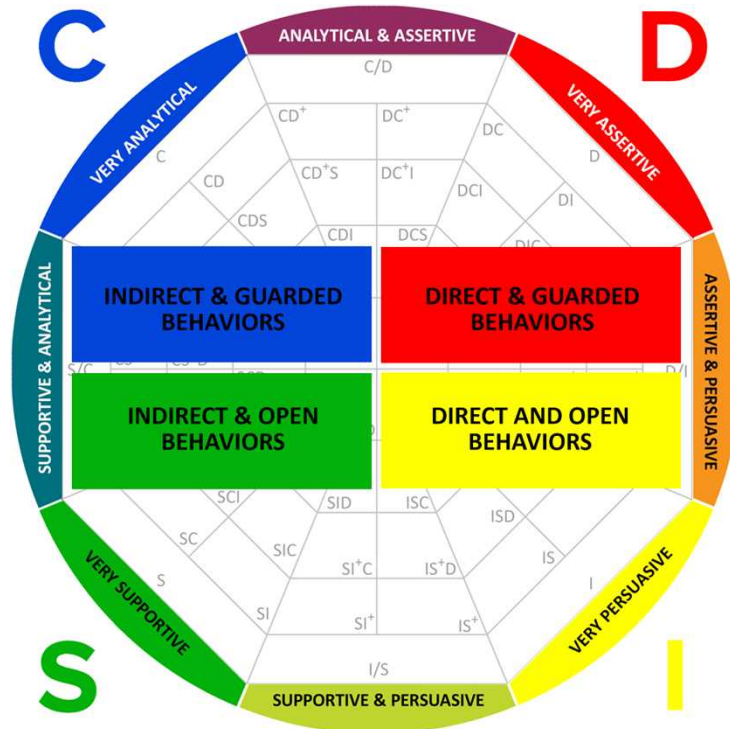 C
D
ANALYTICAL & ASSERTIVE
C/D
VERY ANALYTICAL
VERY ASSERTIVE
CD⁺
DC⁺
DC
C
D
CD⁺S
DC⁺I
CD
DCI
DI
CDS
CDI
DCS
DIC
INDIRECT & GUARDED
BEHAVIORS
DIRECT & GUARDED
BEHAVIORS
SUPPORTIVE & ANALYTICAL
ASSERTIVE & PERSUASIVE
S/C
D/I
INDIRECT & OPEN
BEHAVIORS
DIRECT AND OPEN
BEHAVIORS
SCI
SID
ISC
ISD
SC
SIC
SI⁺C
IS⁺D
IS
S
I
SI
SI⁺
IS⁺
VERY SUPPORTIVE
VERY PERSUASIVE
I/S
SUPPORTIVE & PERSUASIVE
S
I